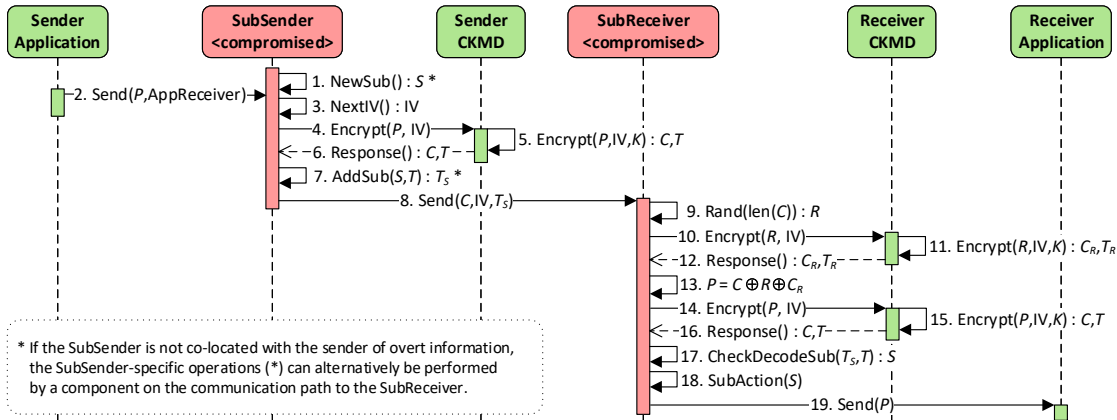 Sender
Application
SubSender
<compromised>
Sender
CKMD
SubReceiver
<compromised>
Receiver
CKMD
Receiver
Application
1. NewSub() : S *
2. Send(P,AppReceiver)
3. NextIV() : IV
4. Encrypt(P, IV)
5. Encrypt(P,IV,K) : C,T
6. Response() : C,T
7. AddSub(S,T) : T_S *
8. Send(C,IV,T_S)
9. Rand(len(C)) : R
10. Encrypt(R, IV)
11. Encrypt(R,IV,K) : C_R,T_R
12. Response() : C_R,T_R
13. P = C ⊕ R ⊕ C_R
14. Encrypt(P, IV)
15. Encrypt(P,IV,K) : C,T
16. Response() : C,T
17. CheckDecodeSub(T_S,T) : S
18. SubAction(S)
19. Send(P)
* If the SubSender is not co-located with the sender of overt information,
the SubSender-specific operations (*) can alternatively be performed
by a component on the communication path to the SubReceiver.